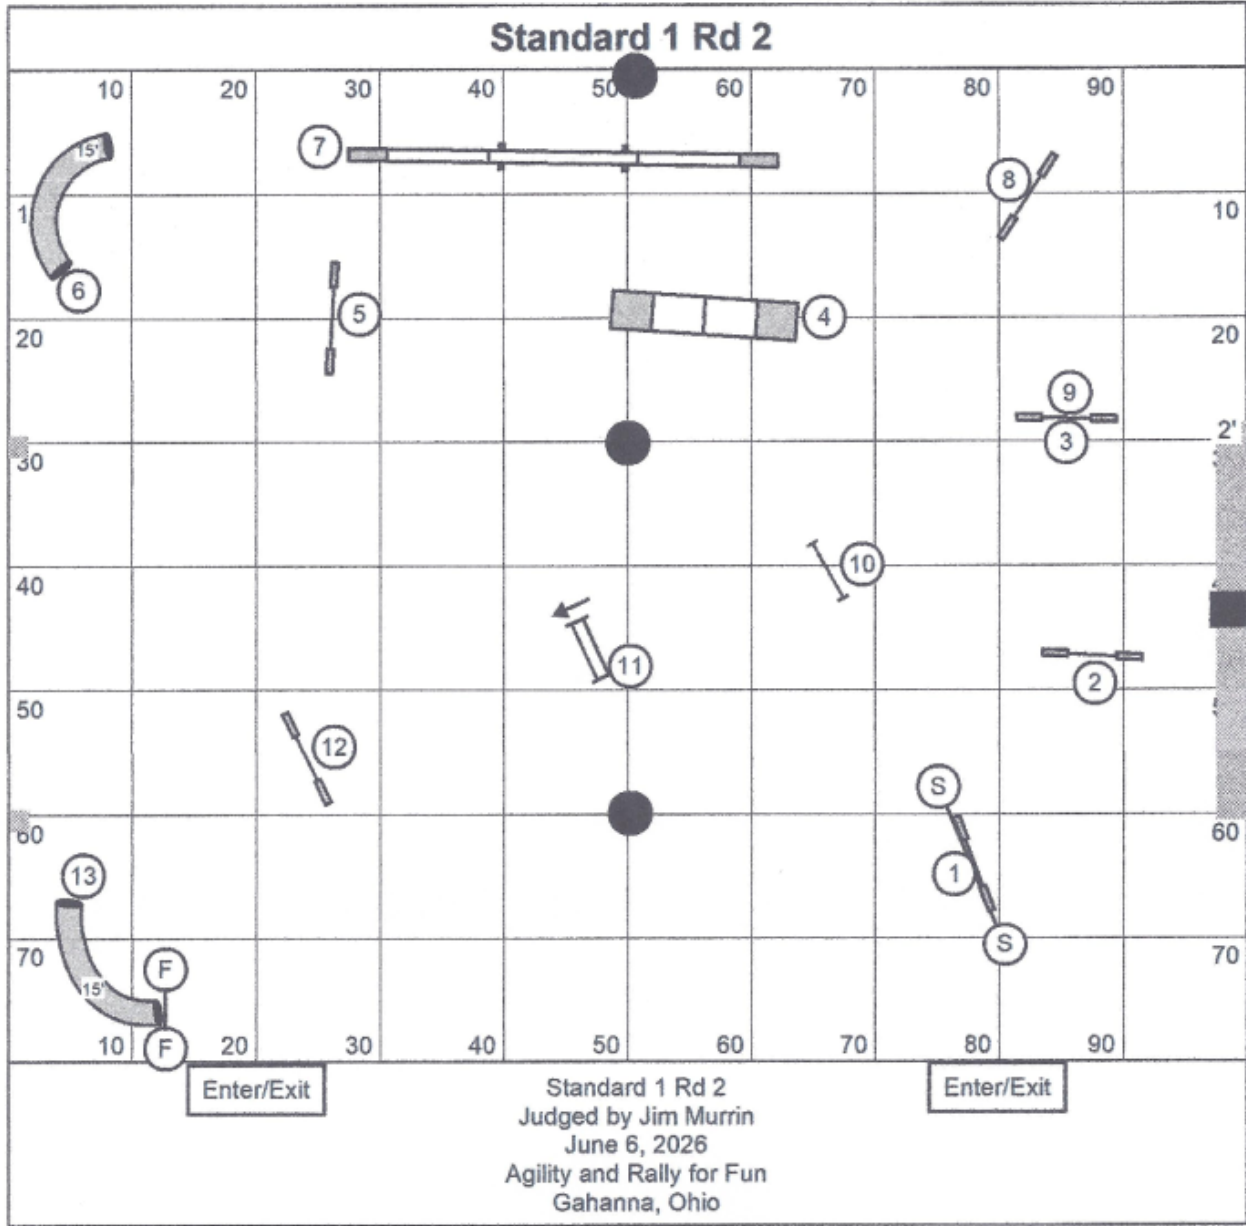 Standard 1 Rd 2
10 20 30 40 50 60 70 80 90
15'
7
8
1
10
6
5
4
20
20
9
3
2'
30
10
40
11
2
50
12
S
60
60
1
13
S
70
70
F
15'
F
10 20 30 40 50 60 70 80 90
Enter/Exit
Enter/Exit
Standard 1 Rd 2
Judged by Jim Murrin
June 6, 2026
Agility and Rally for Fun
Gahanna, Ohio